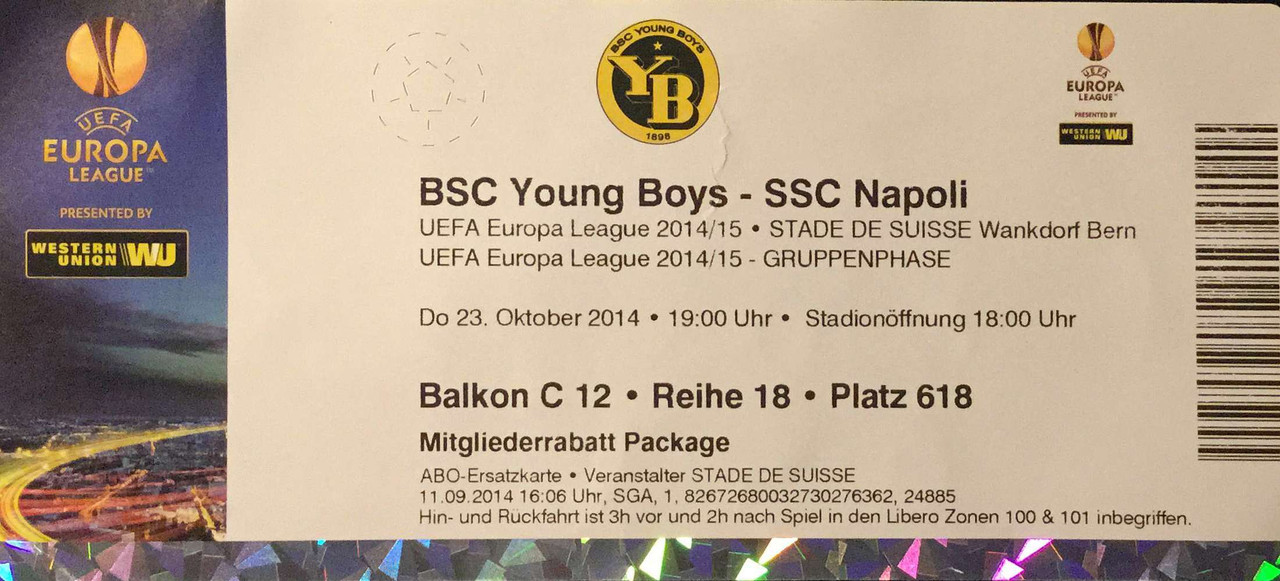 UEFA
EUROPA
LEAGUE™
PRESENTED BY
WESTERN
UNION WU
BSC YOUNG BOYS
YB
1898
UEFA
EUROPA
LEAGUE™
PRESENTED BY
WESTERN
UNION WU
BSC Young Boys - SSC Napoli
UEFA Europa League 2014/15 • STADE DE SUISSE Wankdorf Bern
UEFA Europa League 2014/15 - GRUPPENPHASE
Do 23. Oktober 2014 • 19:00 Uhr • Stadionöffnung 18:00 Uhr
Balkon C 12 • Reihe 18 • Platz 618
Mitgliederrabatt Package
ABO-Ersatzkarte • Veranstalter STADE DE SUISSE
11.09.2014 16:06 Uhr, SGA, 1, 82672680032730276362, 24885
Hin- und Rückfahrt ist 3h vor und 2h nach Spiel in den Libero Zonen 100 & 101 inbegriffen.